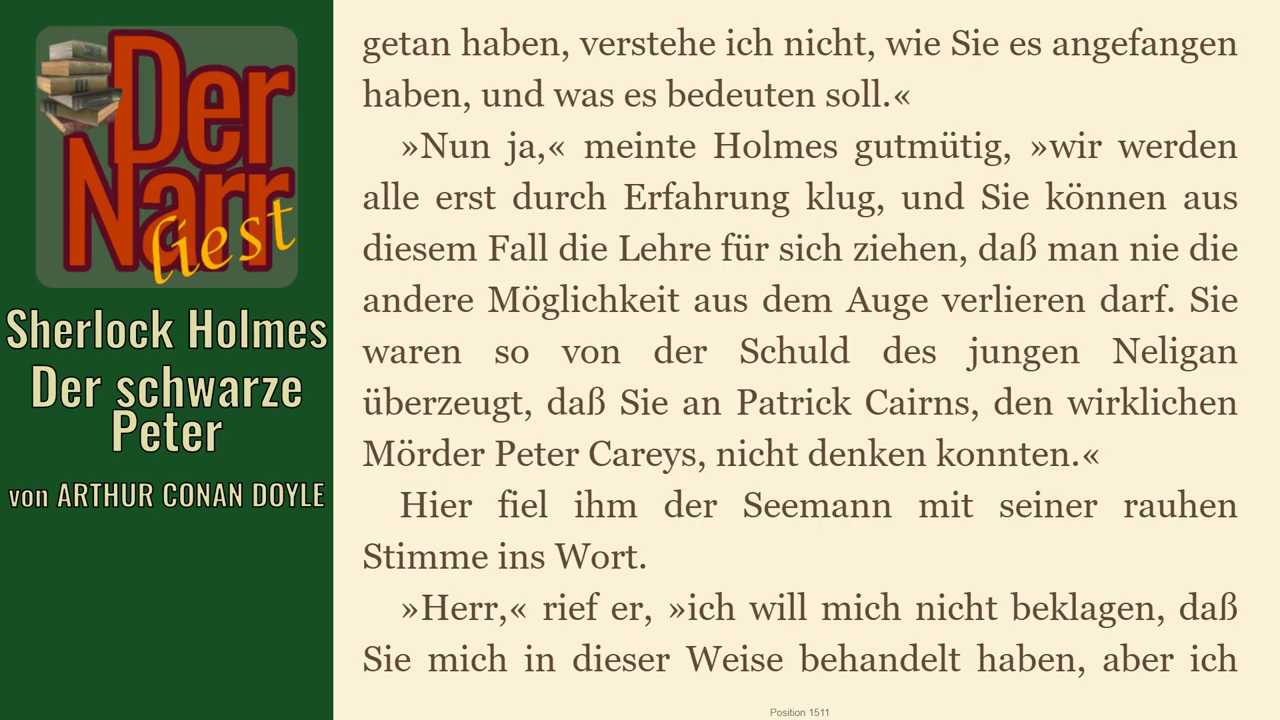 Der
Narr
liest
Sherlock Holmes
Der schwarze
Peter
von ARTHUR CONAN DOYLE
getan haben, verstehe ich nicht, wie Sie es angefangen
haben, und was es bedeuten soll.«
»Nun ja,« meinte Holmes gutmütig, »wir werden
alle erst durch Erfahrung klug, und Sie können aus
diesem Fall die Lehre für sich ziehen, daß man nie die
andere Möglichkeit aus dem Auge verlieren darf. Sie
waren so von der Schuld des jungen Neligan
überzeugt, daß Sie an Patrick Cairns, den wirklichen
Mörder Peter Careys, nicht denken konnten.«
Hier fiel ihm der Seemann mit seiner rauhen
Stimme ins Wort.
»Herr,« rief er, »ich will mich nicht beklagen, daß
Sie mich in dieser Weise behandelt haben, aber ich
Position 1511